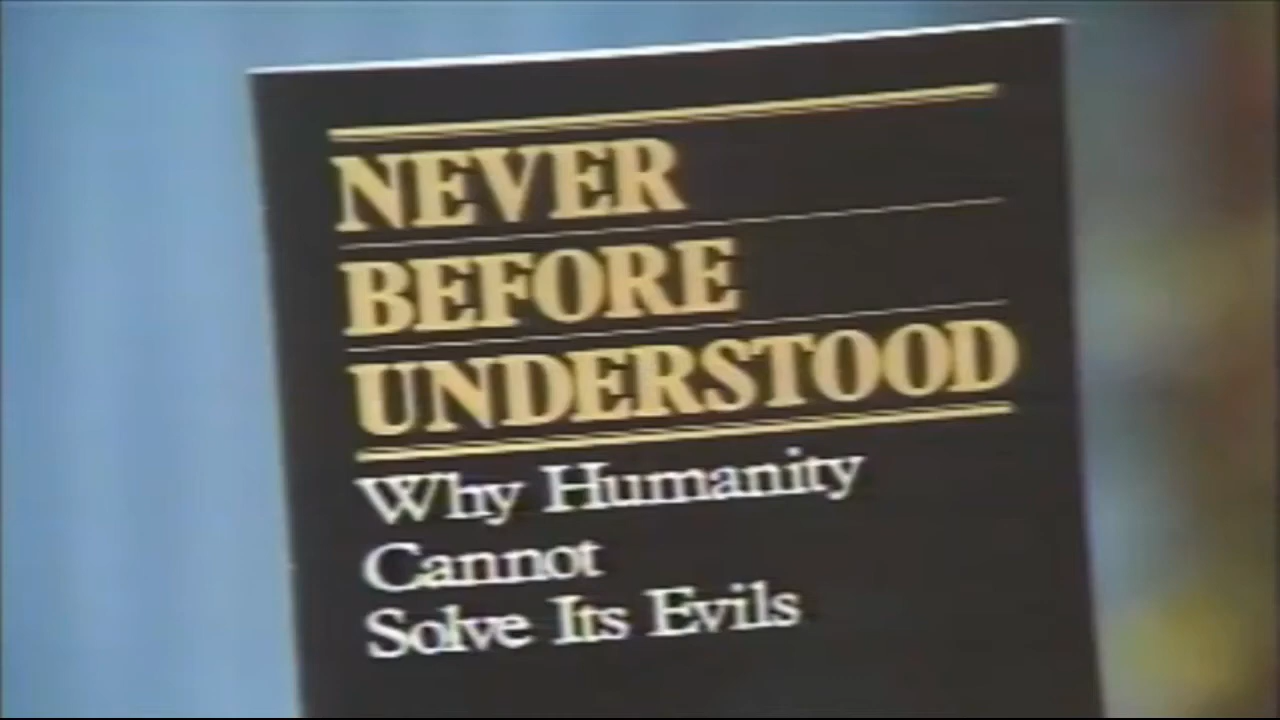 NEVER
BEFORE
UNDERSTOOD
Why Humanity
Cannot
Solve Its Evils